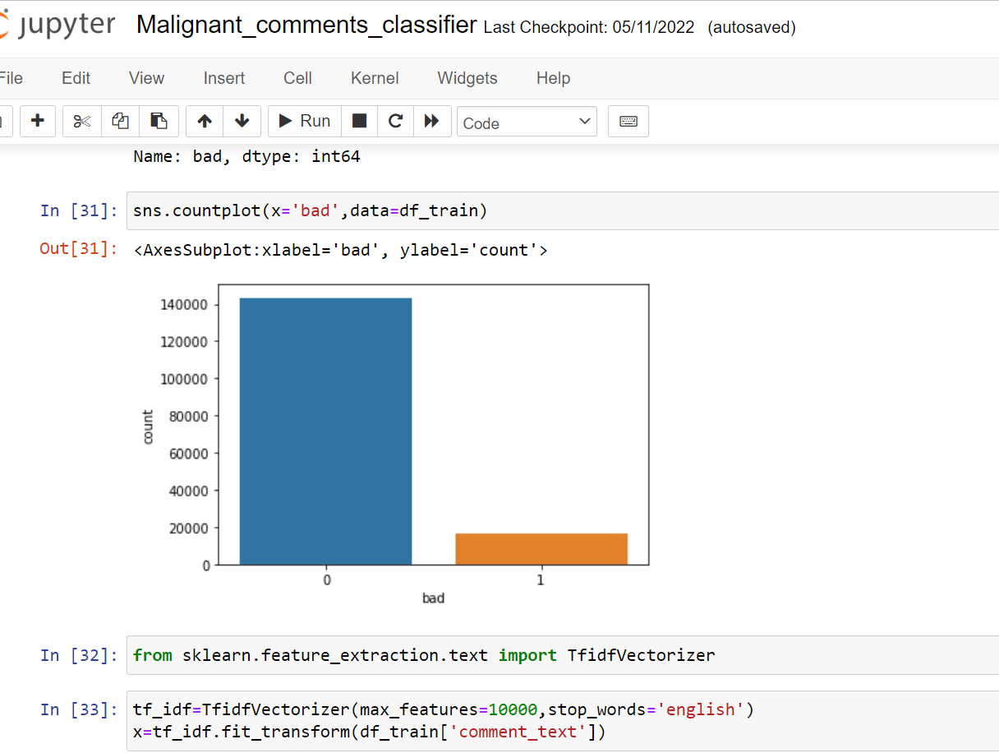 jupyter Malignant_comments_classifier Last Checkpoint: 05/11/2022 (autosaved)
File Edit View Insert Cell Kernel Widgets Help
Run Code
Name: bad, dtype: int64
In [31]: sns.countplot(x='bad',data=df_train)
Out[31]: <AxesSubplot:xlabel='bad', ylabel='count'>
140000
120000
100000
80000
60000
40000
20000
0
count
0 1
bad
In [32]: from sklearn.feature_extraction.text import TfidfVectorizer
In [33]: tf_idf=TfidfVectorizer(max_features=10000,stop_words='english')
x=tf_idf.fit_transform(df_train['comment_text'])